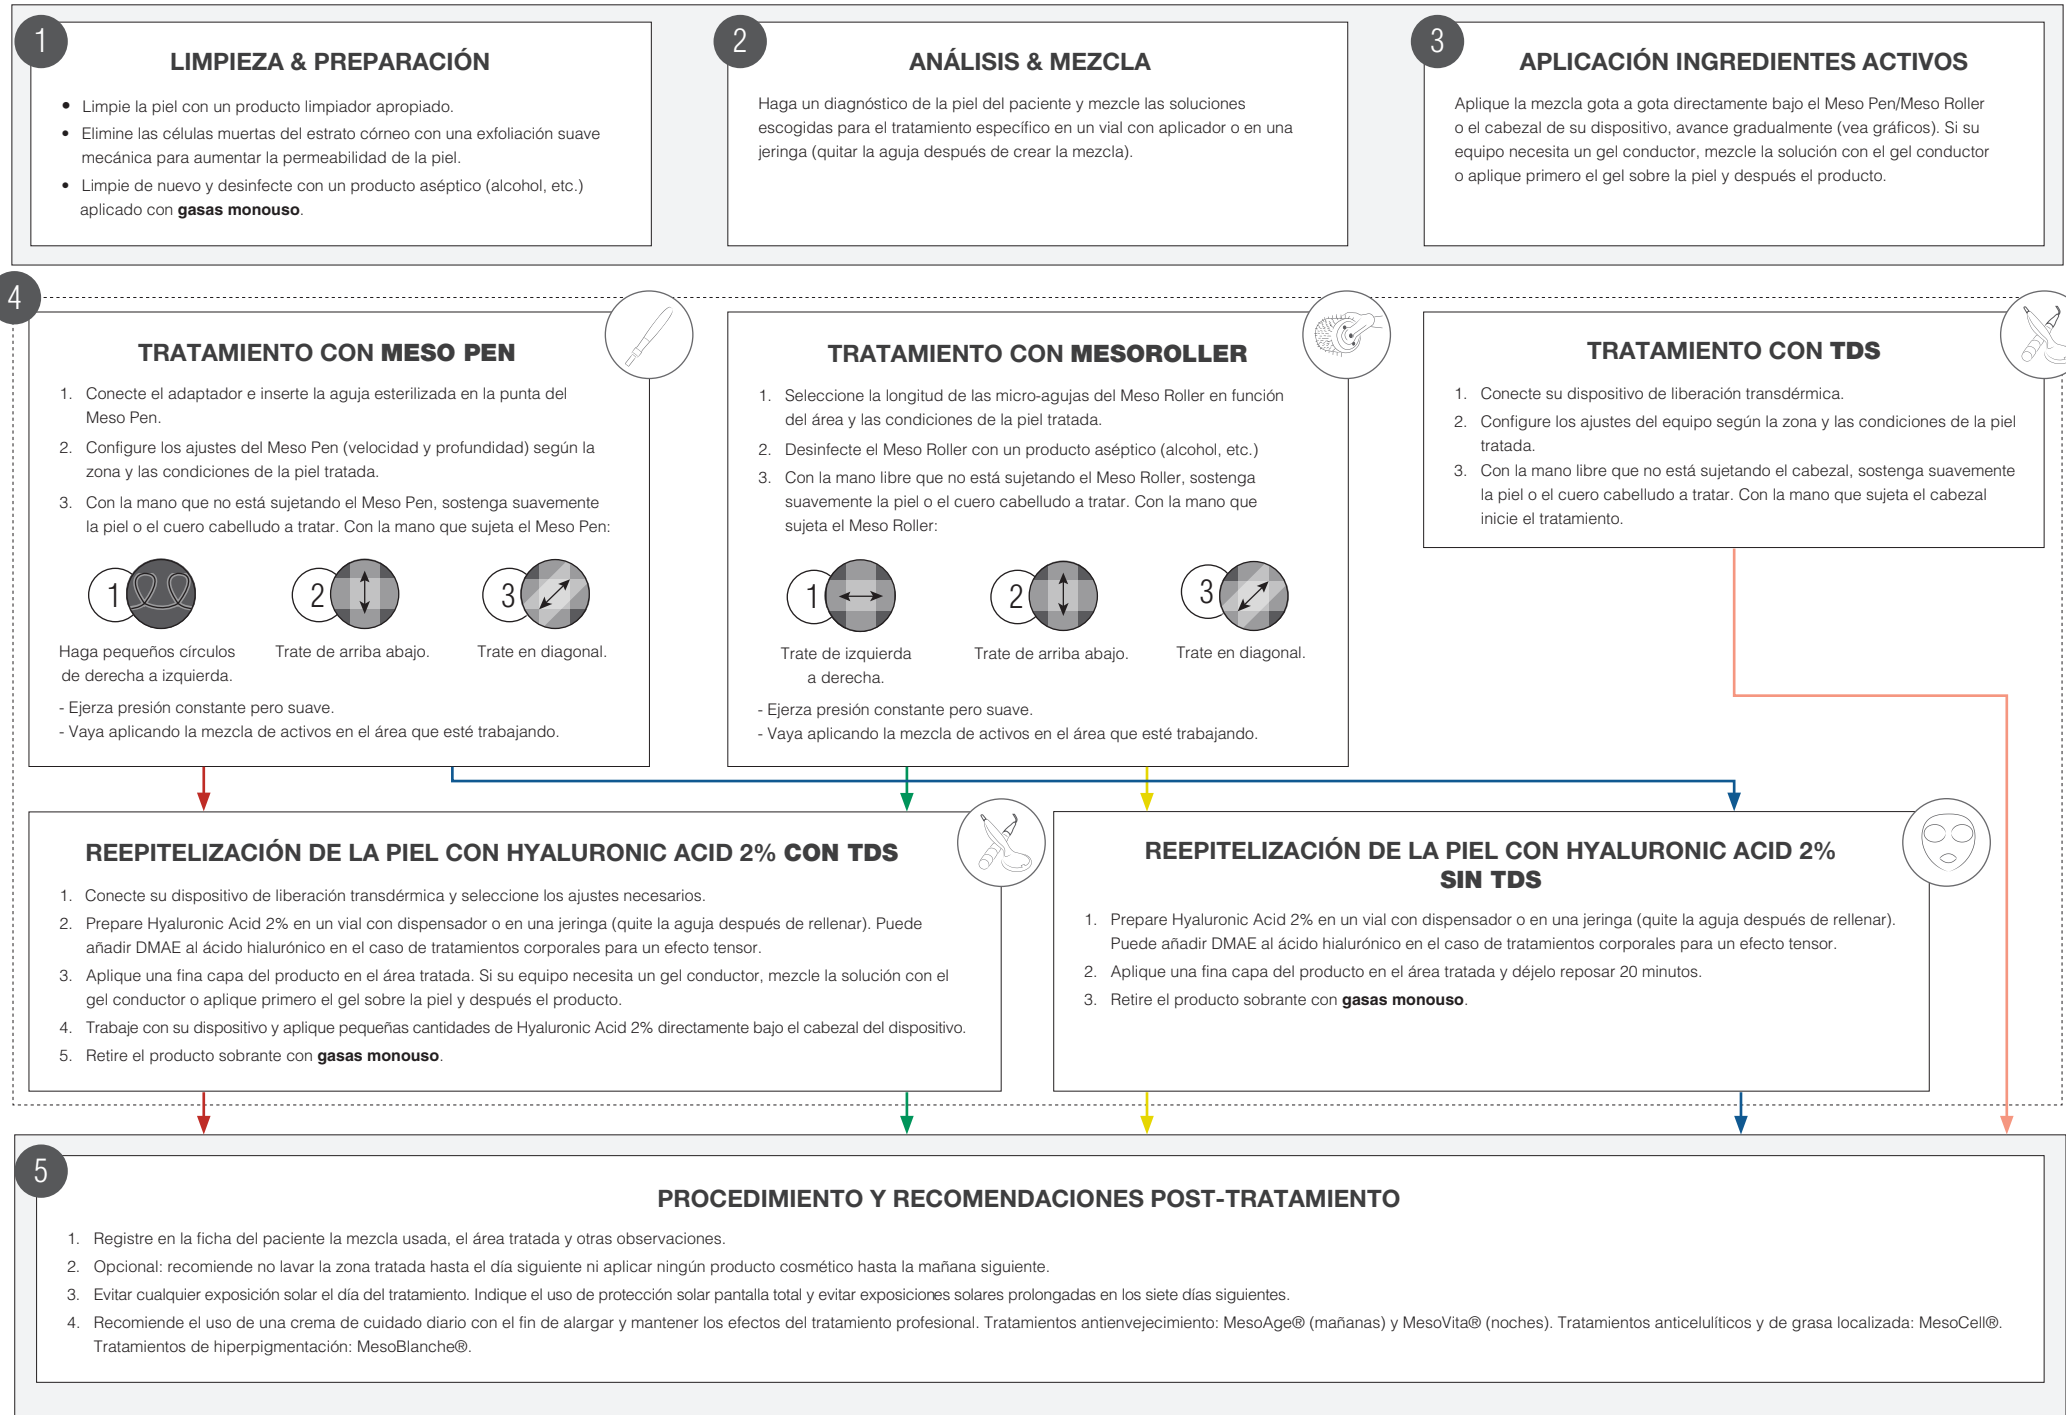 1
LIMPIEZA & PREPARACIÓN
• Limpie la piel con un producto limpiador apropiado.
• Elimine las células muertas del estrato córneo con una exfoliación suave
mecánica para aumentar la permeabilidad de la piel.
• Limpie de nuevo y desinfecte con un producto aséptico (alcohol, etc.)
aplicado con gasas monouso.
2
ANÁLISIS & MEZCLA
Haga un diagnóstico de la piel del paciente y mezcle las soluciones
escogidas para el tratamiento específico en un vial con aplicador o en una
jeringa (quitar la aguja después de crear la mezcla).
3
APLICACIÓN INGREDIENTES ACTIVOS
Aplique la mezcla gota a gota directamente bajo el Meso Pen/Meso Roller
o el cabezal de su dispositivo, avance gradualmente (vea gráficos). Si su
equipo necesita un gel conductor, mezcle la solución con el gel conductor
o aplique primero el gel sobre la piel y después el producto.
4
TRATAMIENTO CON MESO PEN
1. Conecte el adaptador e inserte la aguja esterilizada en la punta del
Meso Pen.
2. Configure los ajustes del Meso Pen (velocidad y profundidad) según la
zona y las condiciones de la piel tratada.
3. Con la mano que no está sujetando el Meso Pen, sostenga suavemente
la piel o el cuero cabelludo a tratar. Con la mano que sujeta el Meso Pen:
1
2
3
Haga pequeños círculos
de derecha a izquierda.
Trate de arriba abajo.
Trate en diagonal.
- Ejerza presión constante pero suave.
- Vaya aplicando la mezcla de activos en el área que esté trabajando.
TRATAMIENTO CON MESOROLLER
1. Seleccione la longitud de las micro-agujas del Meso Roller en función
del área y las condiciones de la piel tratada.
2. Desinfecte el Meso Roller con un producto aséptico (alcohol, etc.)
3. Con la mano libre que no está sujetando el Meso Roller, sostenga
suavemente la piel o el cuero cabelludo a tratar. Con la mano que
sujeta el Meso Roller:
1
2
3
Trate de izquierda
a derecha.
Trate de arriba abajo.
Trate en diagonal.
- Ejerza presión constante pero suave.
- Vaya aplicando la mezcla de activos en el área que esté trabajando.
TRATAMIENTO CON TDS
1. Conecte su dispositivo de liberación transdérmica.
2. Configure los ajustes del equipo según la zona y las condiciones de la piel
tratada.
3. Con la mano libre que no está sujetando el cabezal, sostenga suavemente
la piel o el cuero cabelludo a tratar. Con la mano que sujeta el cabezal
inicie el tratamiento.
REEPITELIZACIÓN DE LA PIEL CON HYALURONIC ACID 2% CON TDS
1. Conecte su dispositivo de liberación transdérmica y seleccione los ajustes necesarios.
2. Prepare Hyaluronic Acid 2% en un vial con dispensador o en una jeringa (quite la aguja después de rellenar). Puede
añadir DMAE al ácido hialurónico en el caso de tratamientos corporales para un efecto tensor.
3. Aplique una fina capa del producto en el área tratada. Si su equipo necesita un gel conductor, mezcle la solución con el
gel conductor o aplique primero el gel sobre la piel y después el producto.
4. Trabaje con su dispositivo y aplique pequeñas cantidades de Hyaluronic Acid 2% directamente bajo el cabezal del dispositivo.
5. Retire el producto sobrante con gasas monouso.
REEPITELIZACIÓN DE LA PIEL CON HYALURONIC ACID 2%
SIN TDS
1. Prepare Hyaluronic Acid 2% en un vial con dispensador o en una jeringa (quite la aguja después de rellenar).
Puede añadir DMAE al ácido hialurónico en el caso de tratamientos corporales para un efecto tensor.
2. Aplique una fina capa del producto en el área tratada y déjelo reposar 20 minutos.
3. Retire el producto sobrante con gasas monouso.
5
PROCEDIMIENTO Y RECOMENDACIONES POST-TRATAMIENTO
1. Registre en la ficha del paciente la mezcla usada, el área tratada y otras observaciones.
2. Opcional: recomiende no lavar la zona tratada hasta el día siguiente ni aplicar ningún producto cosmético hasta la mañana siguiente.
3. Evitar cualquier exposición solar el día del tratamiento. Indique el uso de protección solar pantalla total y evitar exposiciones solares prolongadas en los siete días siguientes.
4. Recomiende el uso de una crema de cuidado diario con el fin de alargar y mantener los efectos del tratamiento profesional. Tratamientos antienvejecimiento: MesoAge® (mañanas) y MesoVita® (noches). Tratamientos anticelulíticos y de grasa localizada: MesoCell®.
Tratamientos de hiperpigmentación: MesoBlanche®.